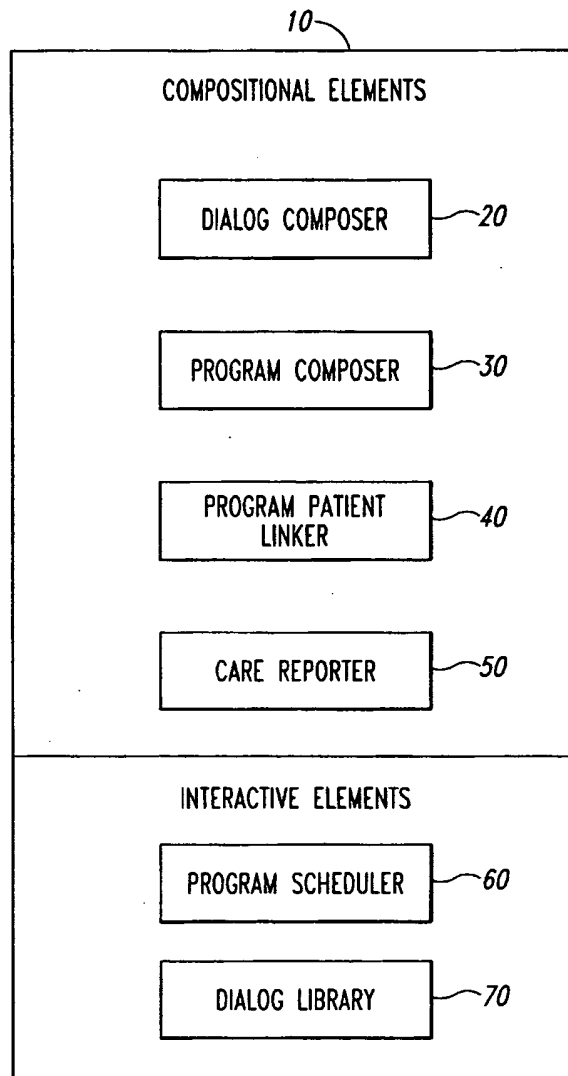 10
COMPOSITIONAL ELEMENTS
DIALOG COMPOSER
20
PROGRAM COMPOSER
30
PROGRAM PATIENT
LINKER
40
CARE REPORTER
50
INTERACTIVE ELEMENTS
PROGRAM SCHEDULER
60
DIALOG LIBRARY
70